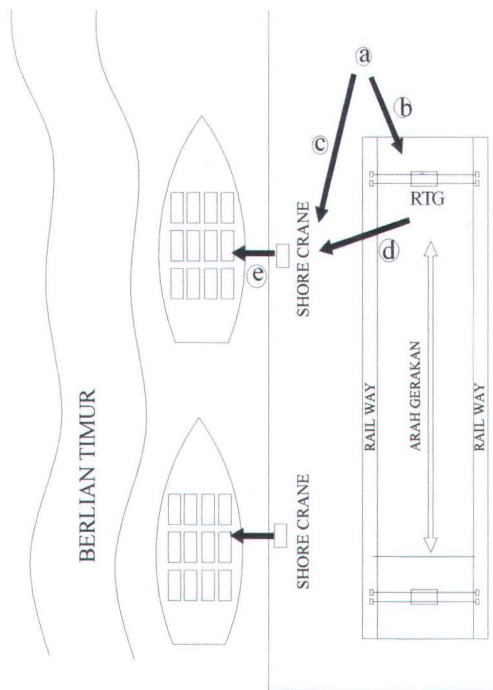 a
b
c
RTG
SHORE CRANE
d
e
RAIL WAY
ARAH GERAKAN
RAIL WAY
BERLIAN TIMUR
SHORE CRANE